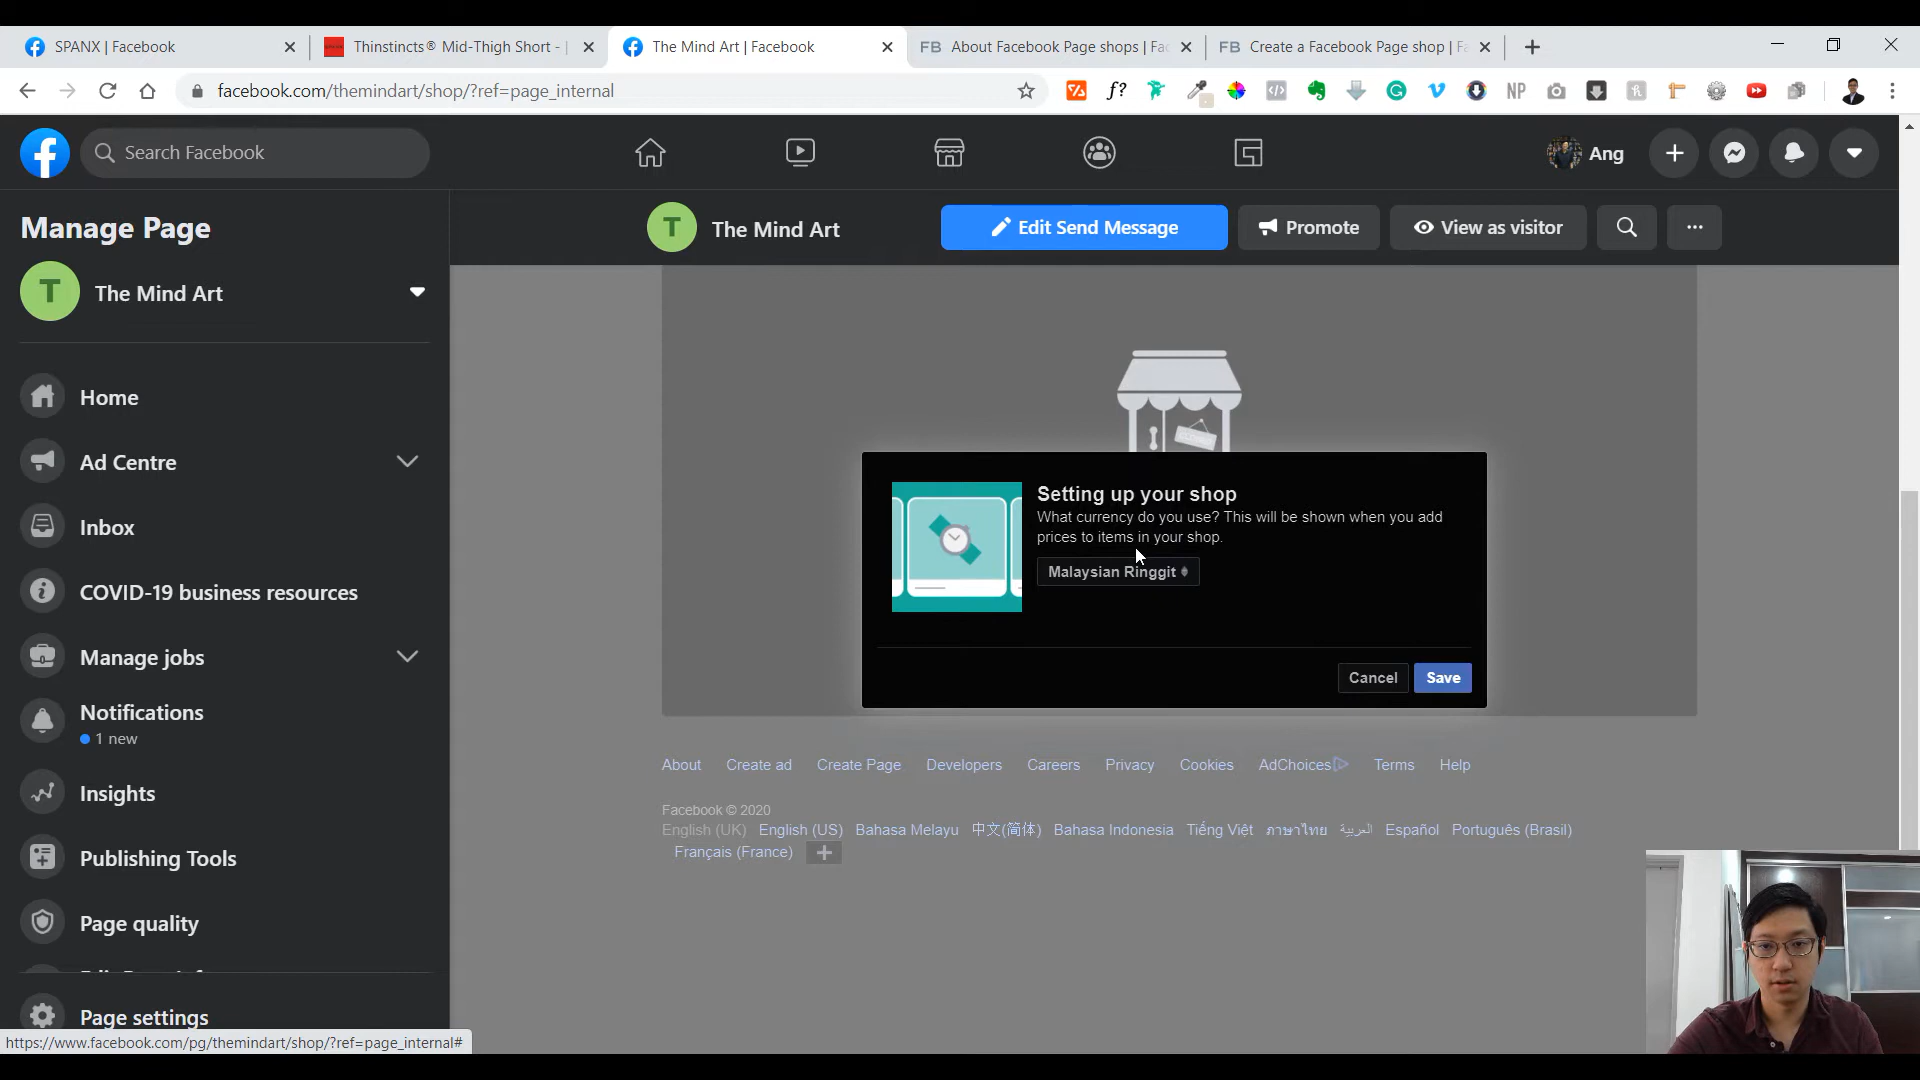 SPANX | Facebook
Thinstincts® Mid-Thigh Short - |
The Mind Art | Facebook
FB About Facebook Page shops | Fac
FB Create a Facebook Page shop | Fa
facebook.com/themindart/shop/?ref=page_internal
f?
NP
Search Facebook
Ang
Manage Page
T The Mind Art
Home
Ad Centre
Inbox
COVID-19 business resources
Manage jobs
Notifications
1 new
Insights
Publishing Tools
Page quality
Page settings
https://www.facebook.com/pg/themindart/shop/?ref=page_internal#
T The Mind Art
Edit Send Message
Promote
View as visitor
Setting up your shop
What currency do you use? This will be shown when you add
prices to items in your shop.
Malaysian Ringgit
Cancel Save
About Create ad Create Page Developers Careers Privacy Cookies AdChoices Terms Help
Facebook © 2020
English (UK) English (US) Bahasa Melayu 中文(简体) Bahasa Indonesia Tiếng Việt ภาษาไทย العربية Español Português (Brasil)
Français (France)